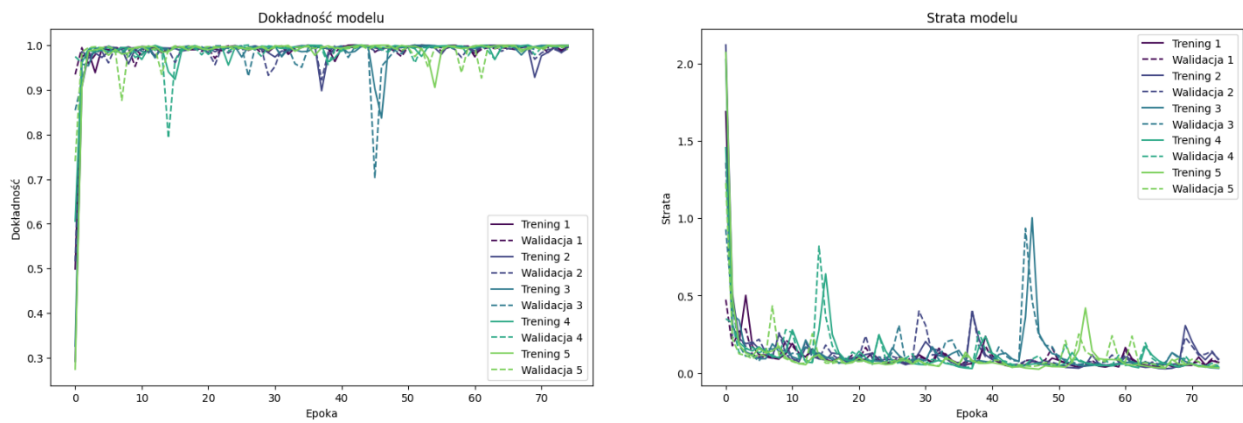 Dokładność modelu
Dokładność
1.0
0.9
0.8
0.7
0.6
0.5
0.4
0.3
0
10
20
30
40
50
60
70
Epoka
Trening 1
Walidacja 1
Trening 2
Walidacja 2
Trening 3
Walidacja 3
Trening 4
Walidacja 4
Trening 5
Walidacja 5
Strata modelu
Strata
2.0
1.5
1.0
0.5
0.0
0
10
20
30
40
50
60
70
Epoka
Trening 1
Walidacja 1
Trening 2
Walidacja 2
Trening 3
Walidacja 3
Trening 4
Walidacja 4
Trening 5
Walidacja 5